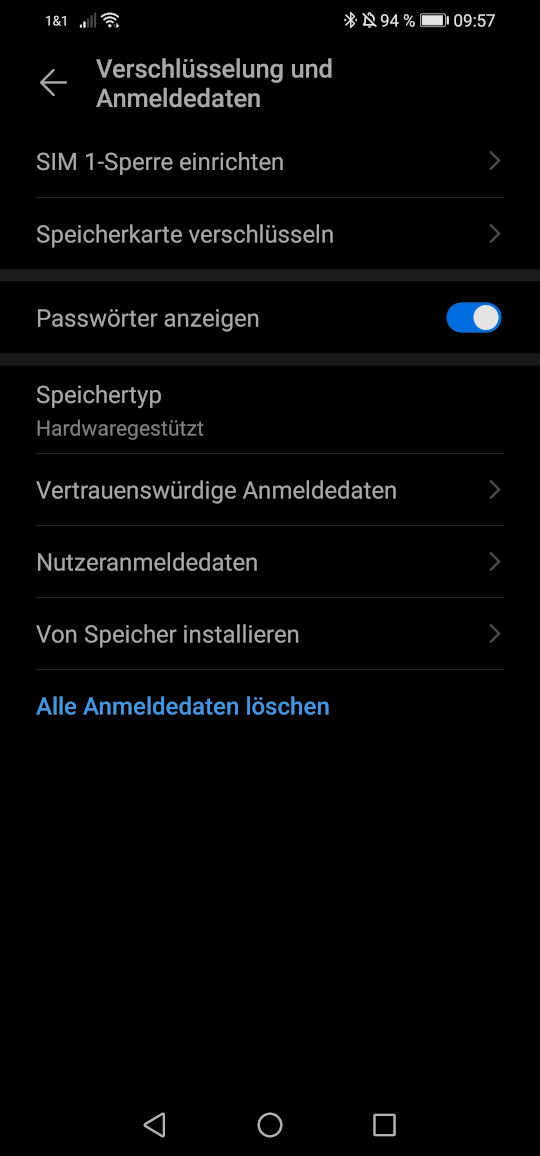 1&1 94 % 09:57
Verschlüsselung und
Anmeldedaten
SIM 1-Sperre einrichten
Speicherkarte verschlüsseln
Passwörter anzeigen
Speichertyp
Hardwaregestützt
Vertrauenswürdige Anmeldedaten
Nutzeranmeldedaten
Von Speicher installieren
Alle Anmeldedaten löschen